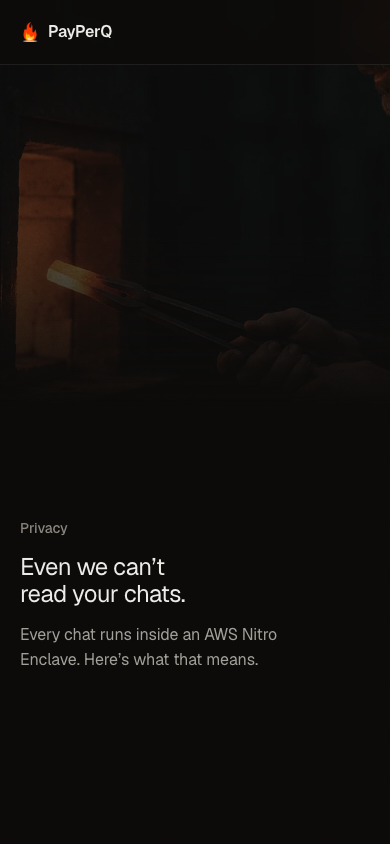 PayPerQ
Privacy
Even we can’t
read your chats.
Every chat runs inside an AWS Nitro
Enclave. Here’s what that means.